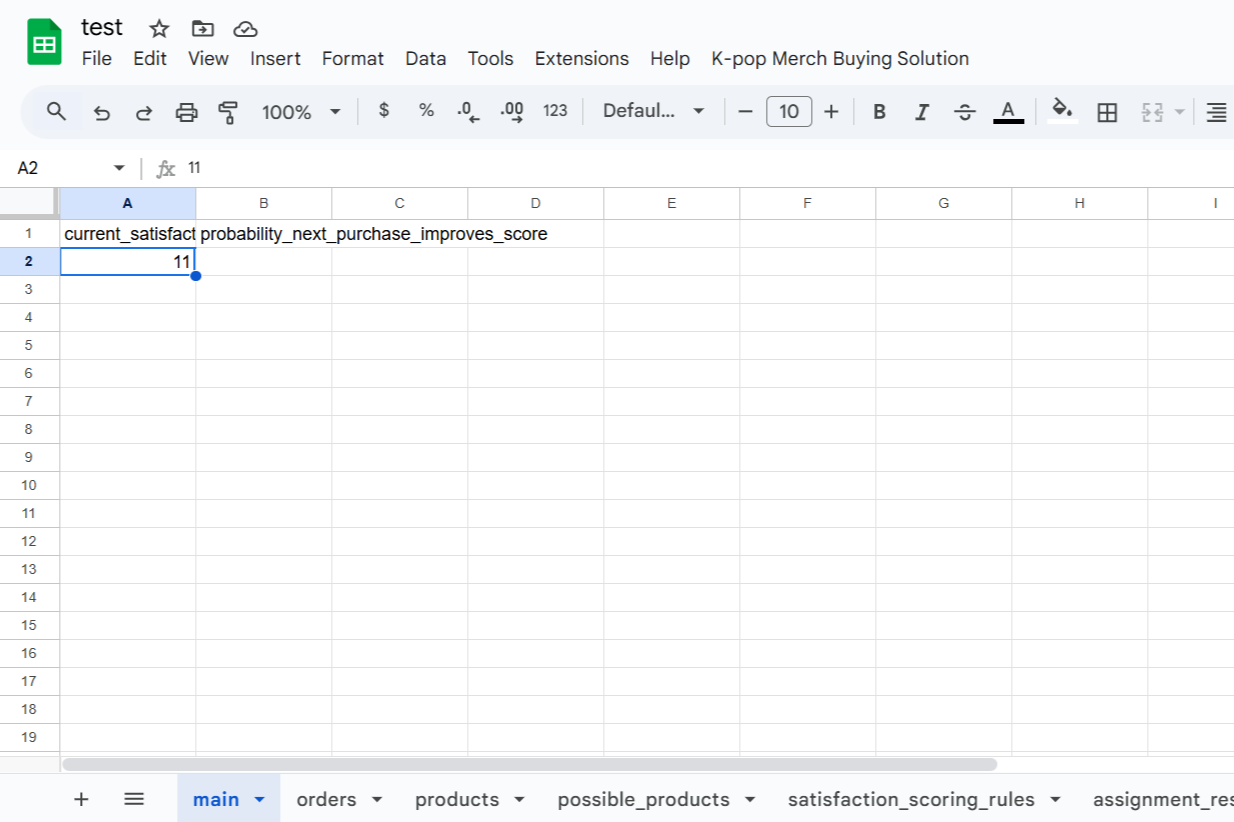 test
File Edit View Insert Format Data Tools Extensions Help K-pop Merch Buying Solution
100% $ % .0 .00 123 Defaul... 10 B I A
A2 fx 11
A B C D E F G H I
1 current_satisfact probability_next_purchase_improves_score
2 11
3
4
5
6
7
8
9
10
11
12
13
14
15
16
17
18
19
main orders products possible_products satisfaction_scoring_rules assignment_res